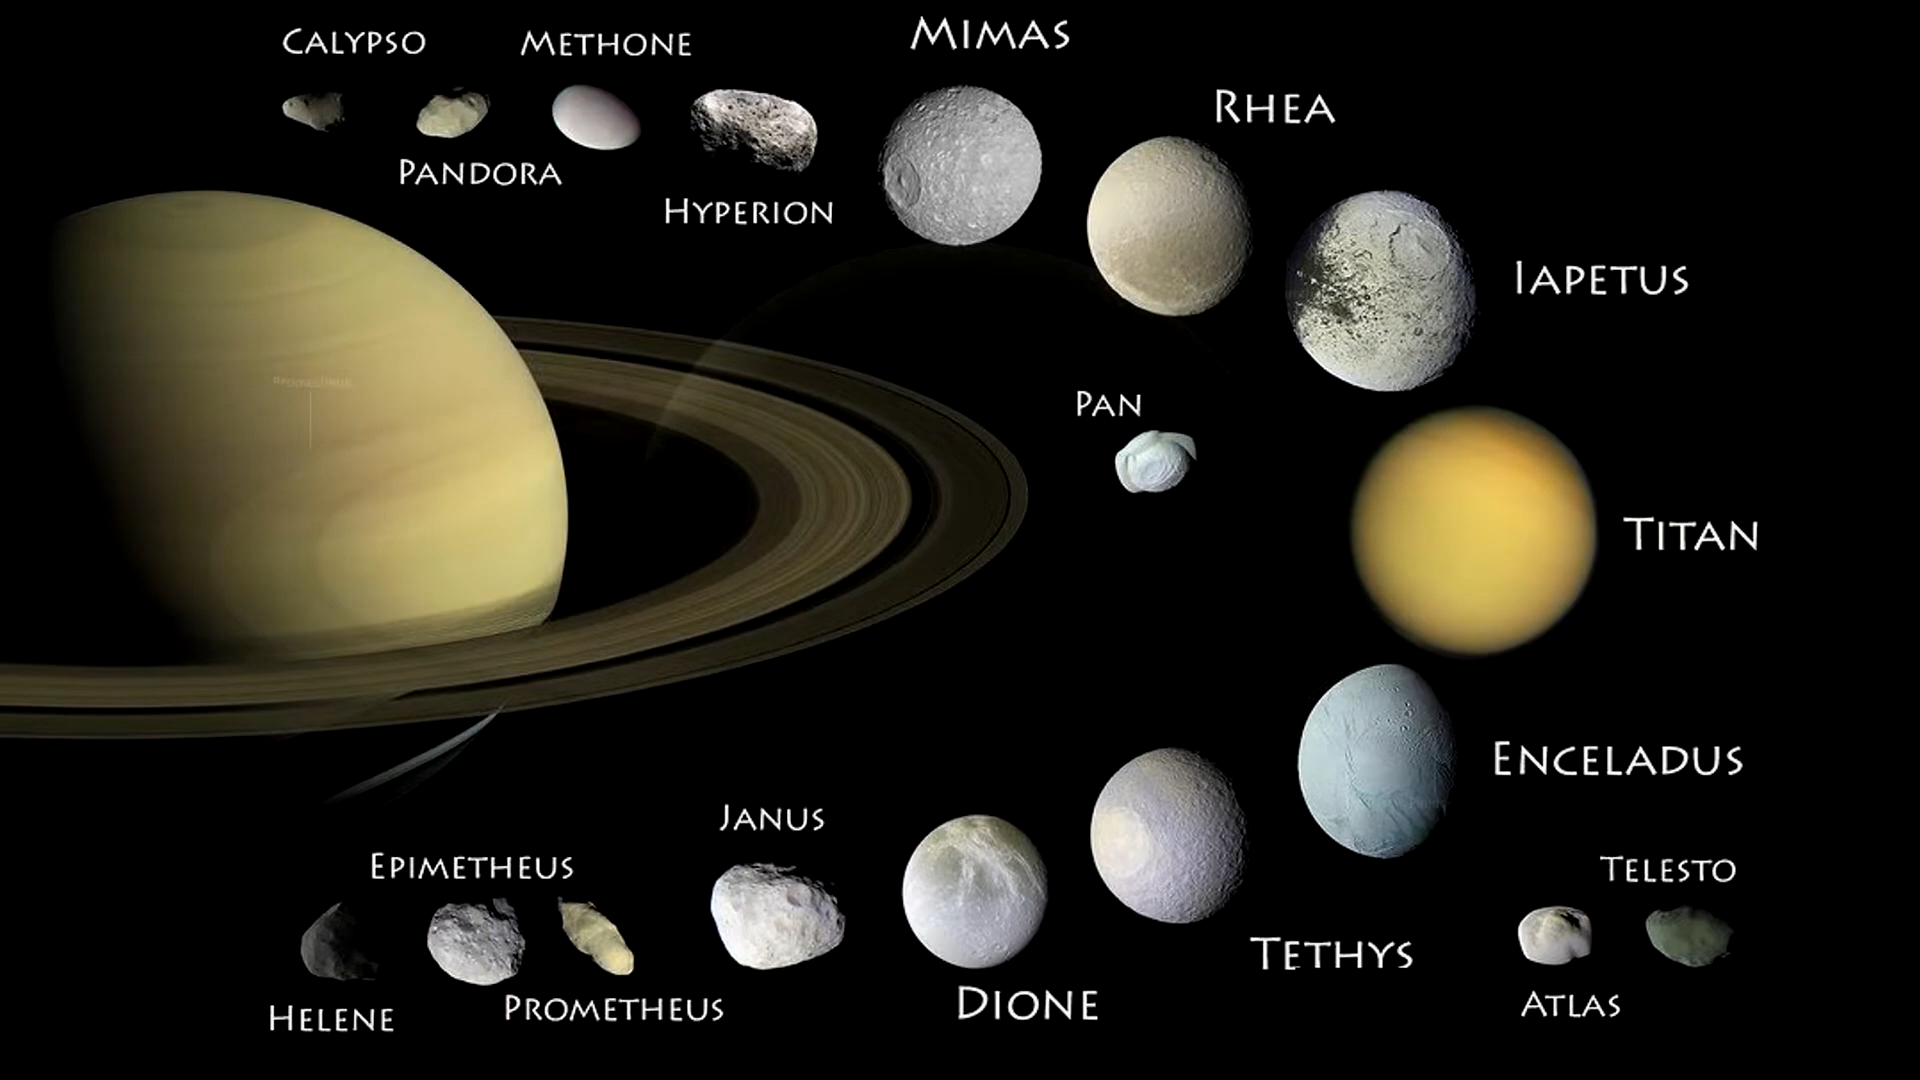 CALYPSO
METHONE
MIMAS
RHEA
PANDORA
HYPERION
IAPETUS
PAN
TITAN
ENCELADUS
JANUS
EPIMETHEUS
TELESTO
TETHYS
HELENE
PROMETHEUS
DIONE
ATLAS